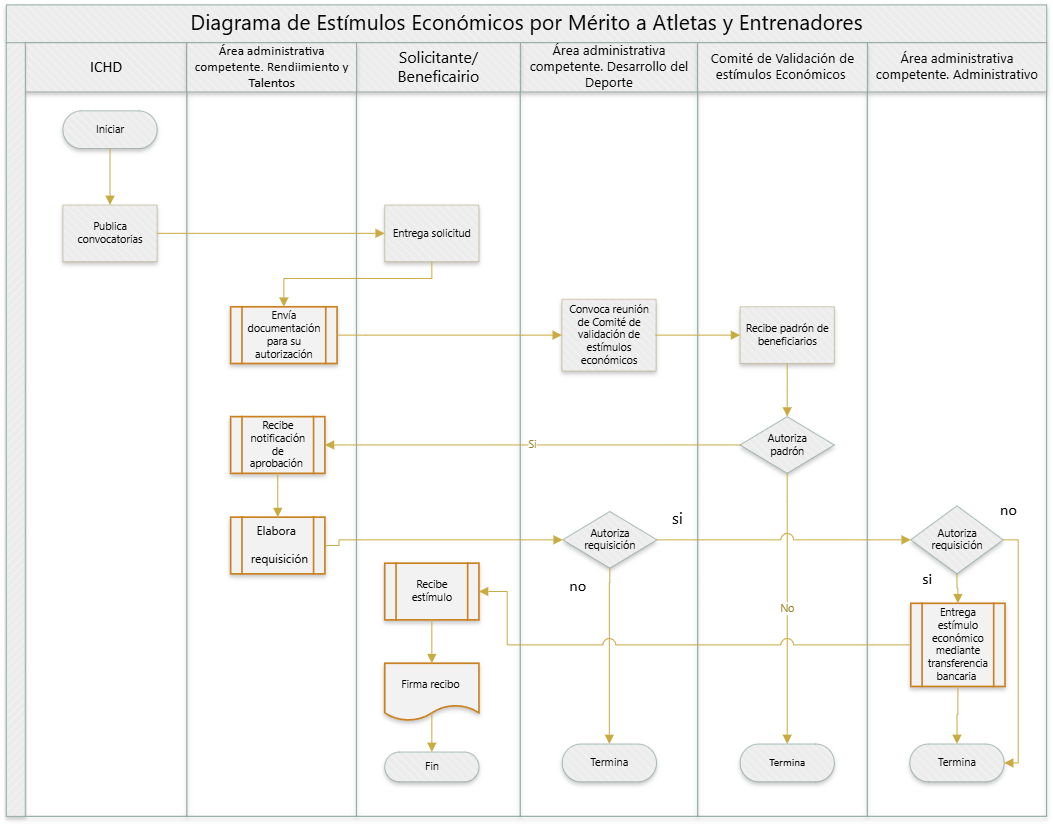 Diagrama de Estímulos Económicos por Mérito a Atletas y Entrenadores
ICHD
Área administrativa
competente. Rendiimiento y
Talentos
Solicitante/
Beneficairio
Área administrativa
competente. Desarrollo del
Deporte
Comité de Validación de
estímulos Económicos
Área administrativa
competente. Administrativo
Iniciar
Publica
convocatorias
Entrega solicitud
Envía
documentación
para su
autorización
Convoca reunión
de Comité de
validación de
estímulos
económicos
Recibe padrón de
beneficiarios
Recibe
notificación
de
aprobación
Si
Autoriza
padrón
Elabora
requisición
Autoriza
requisición
si
no
Autoriza
requisición
no
si
Recibe
estímulo
No
Entrega
estímulo
económico
mediante
transferencia
bancaria
Firma recibo
Fin
Termina
Termina
Termina